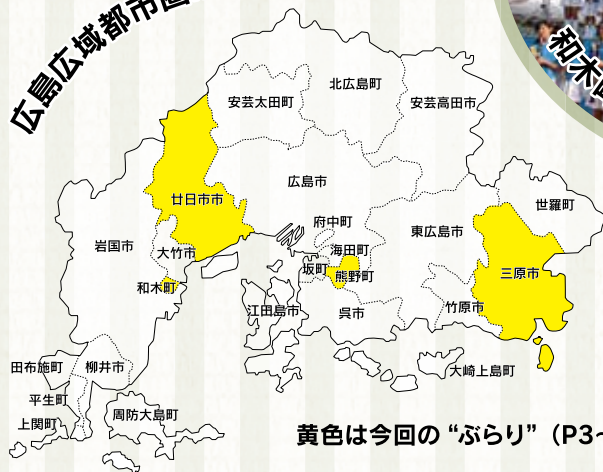 広島広域都市圏
和木町
北広島町
安芸太田町
安芸高田市
広島市
廿日市市
世羅町
府中町
東広島市
岩国市
大竹市
海田町
坂町
熊野町
三原市
和木町
江田島市
呉市
竹原市
田布施町
柳井市
大崎上島町
平生町
上関町
周防大島町
黄色は今回の “ぶらり”（P3~